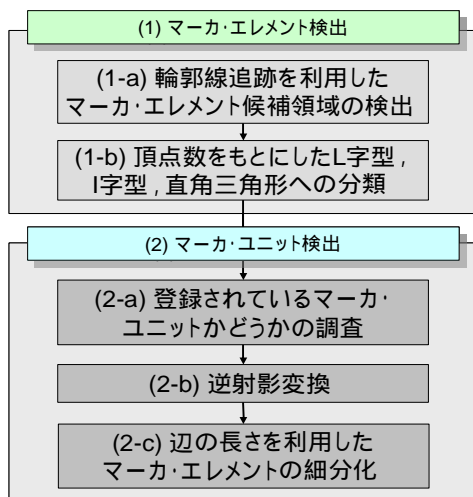 (1) マーカ・エレメント検出
(1-a) 輪郭線追跡を利用した
マーカ・エレメント候補領域の検出
(1-b) 頂点数をもとにしたL字型，
I字型，直角三角形への分類
(2) マーカ・ユニット検出
(2-a) 登録されているマーカ・
ユニットかどうかの調査
(2-b) 逆射影変換
(2-c) 辺の長さを利用した
マーカ・エレメントの細分化